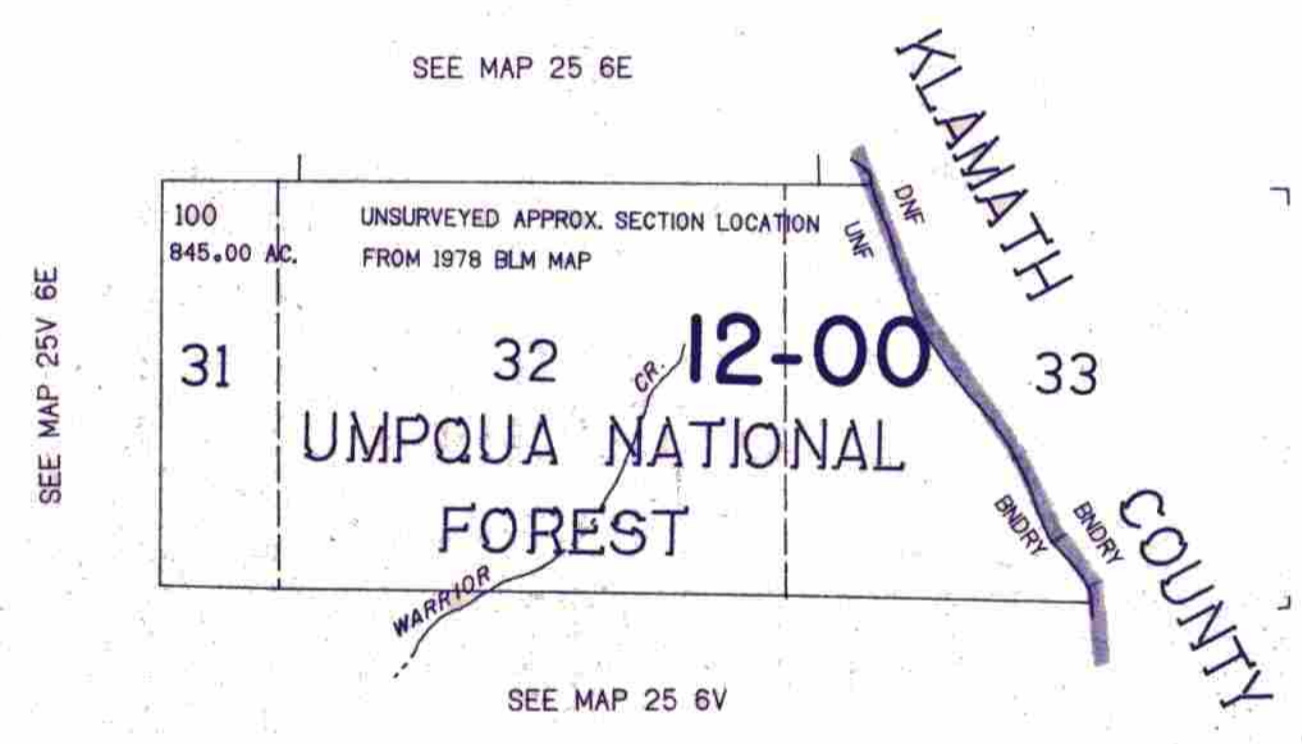 SEE MAP 25 6E
KLAMATH
COUNTY
SEE MAP 25V 6E
100
845.00 AC.
UNSURVEYED APPROX. SECTION LOCATION
FROM 1978 BLM MAP
DNF
UNF
31
32
CR.
12-00
33
UMPQUA NATIONAL
FOREST
BNDRY
BNDRY
WARRIOR
SEE MAP 25 6V